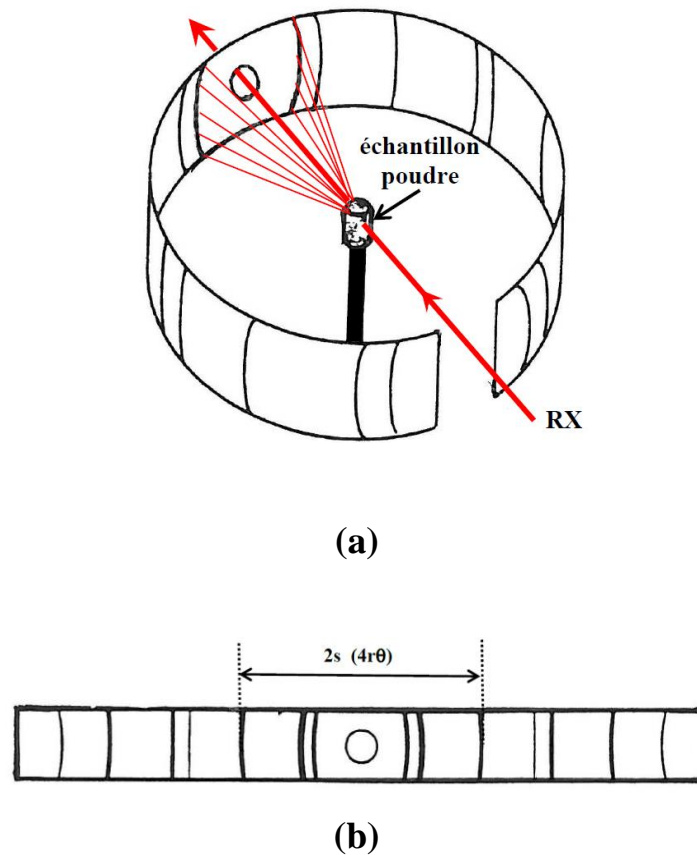 échantillon
poudre
RX
(a)
2s (4rθ)
(b)